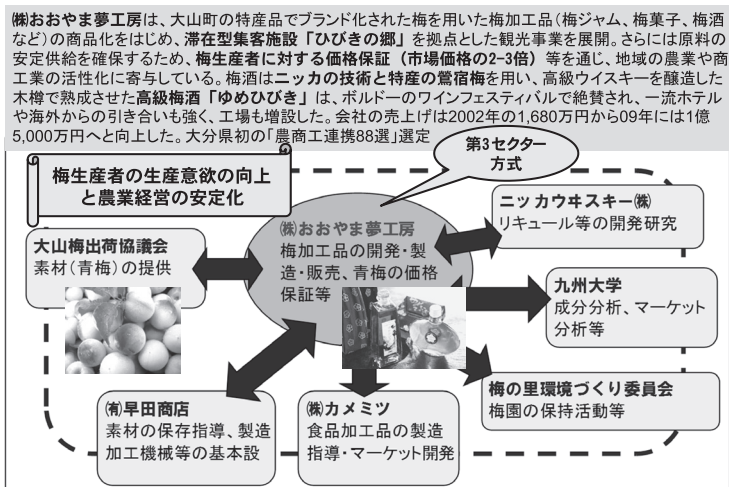 ㈱おおやま夢工房は、大山町の特産品でブランド化された梅を用いた梅加工品（梅ジャム、梅菓子、梅酒
など）の商品化をはじめ、滞在型集客施設「ひびきの郷」を拠点とした観光事業を展開。さらには原料の
安定供給を確保するため、梅生産者に対する価格保証（市場価格の2-3倍）等を通じ、地域の農業や商
工業の活性化に寄与している。梅酒はニッカの技術と特産の鶯宿梅を用い、高級ウイスキーを醸造した
木樽で熟成させた高級梅酒「ゆめひびき」は、ボルドーのワインフェスティバルで絶賛され、一流ホテル
や海外からの引き合いも強く、工場も増設した。会社の売上げは2002年の1,680万円から09年には1億
5,000万円へと向上した。大分県初の「農商工連携88選」選定
第3セクター
方式
梅生産者の生産意欲の向上
と農業経営の安定化
㈱おおやま夢工房
梅加工品の開発・製
造・販売、青梅の価格
保証等
ニッカウヰスキー㈱
リキュール等の開発研究
大山梅出荷協議会
素材（青梅）の提供
九州大学
成分分析、マーケット
分析等
梅の里環境づくり委員会
梅園の保持活動等
㈲早田商店
素材の保存指導、製造
加工機械等の基本設
㈱カメミツ
食品加工品の製造
指導・マーケット開発